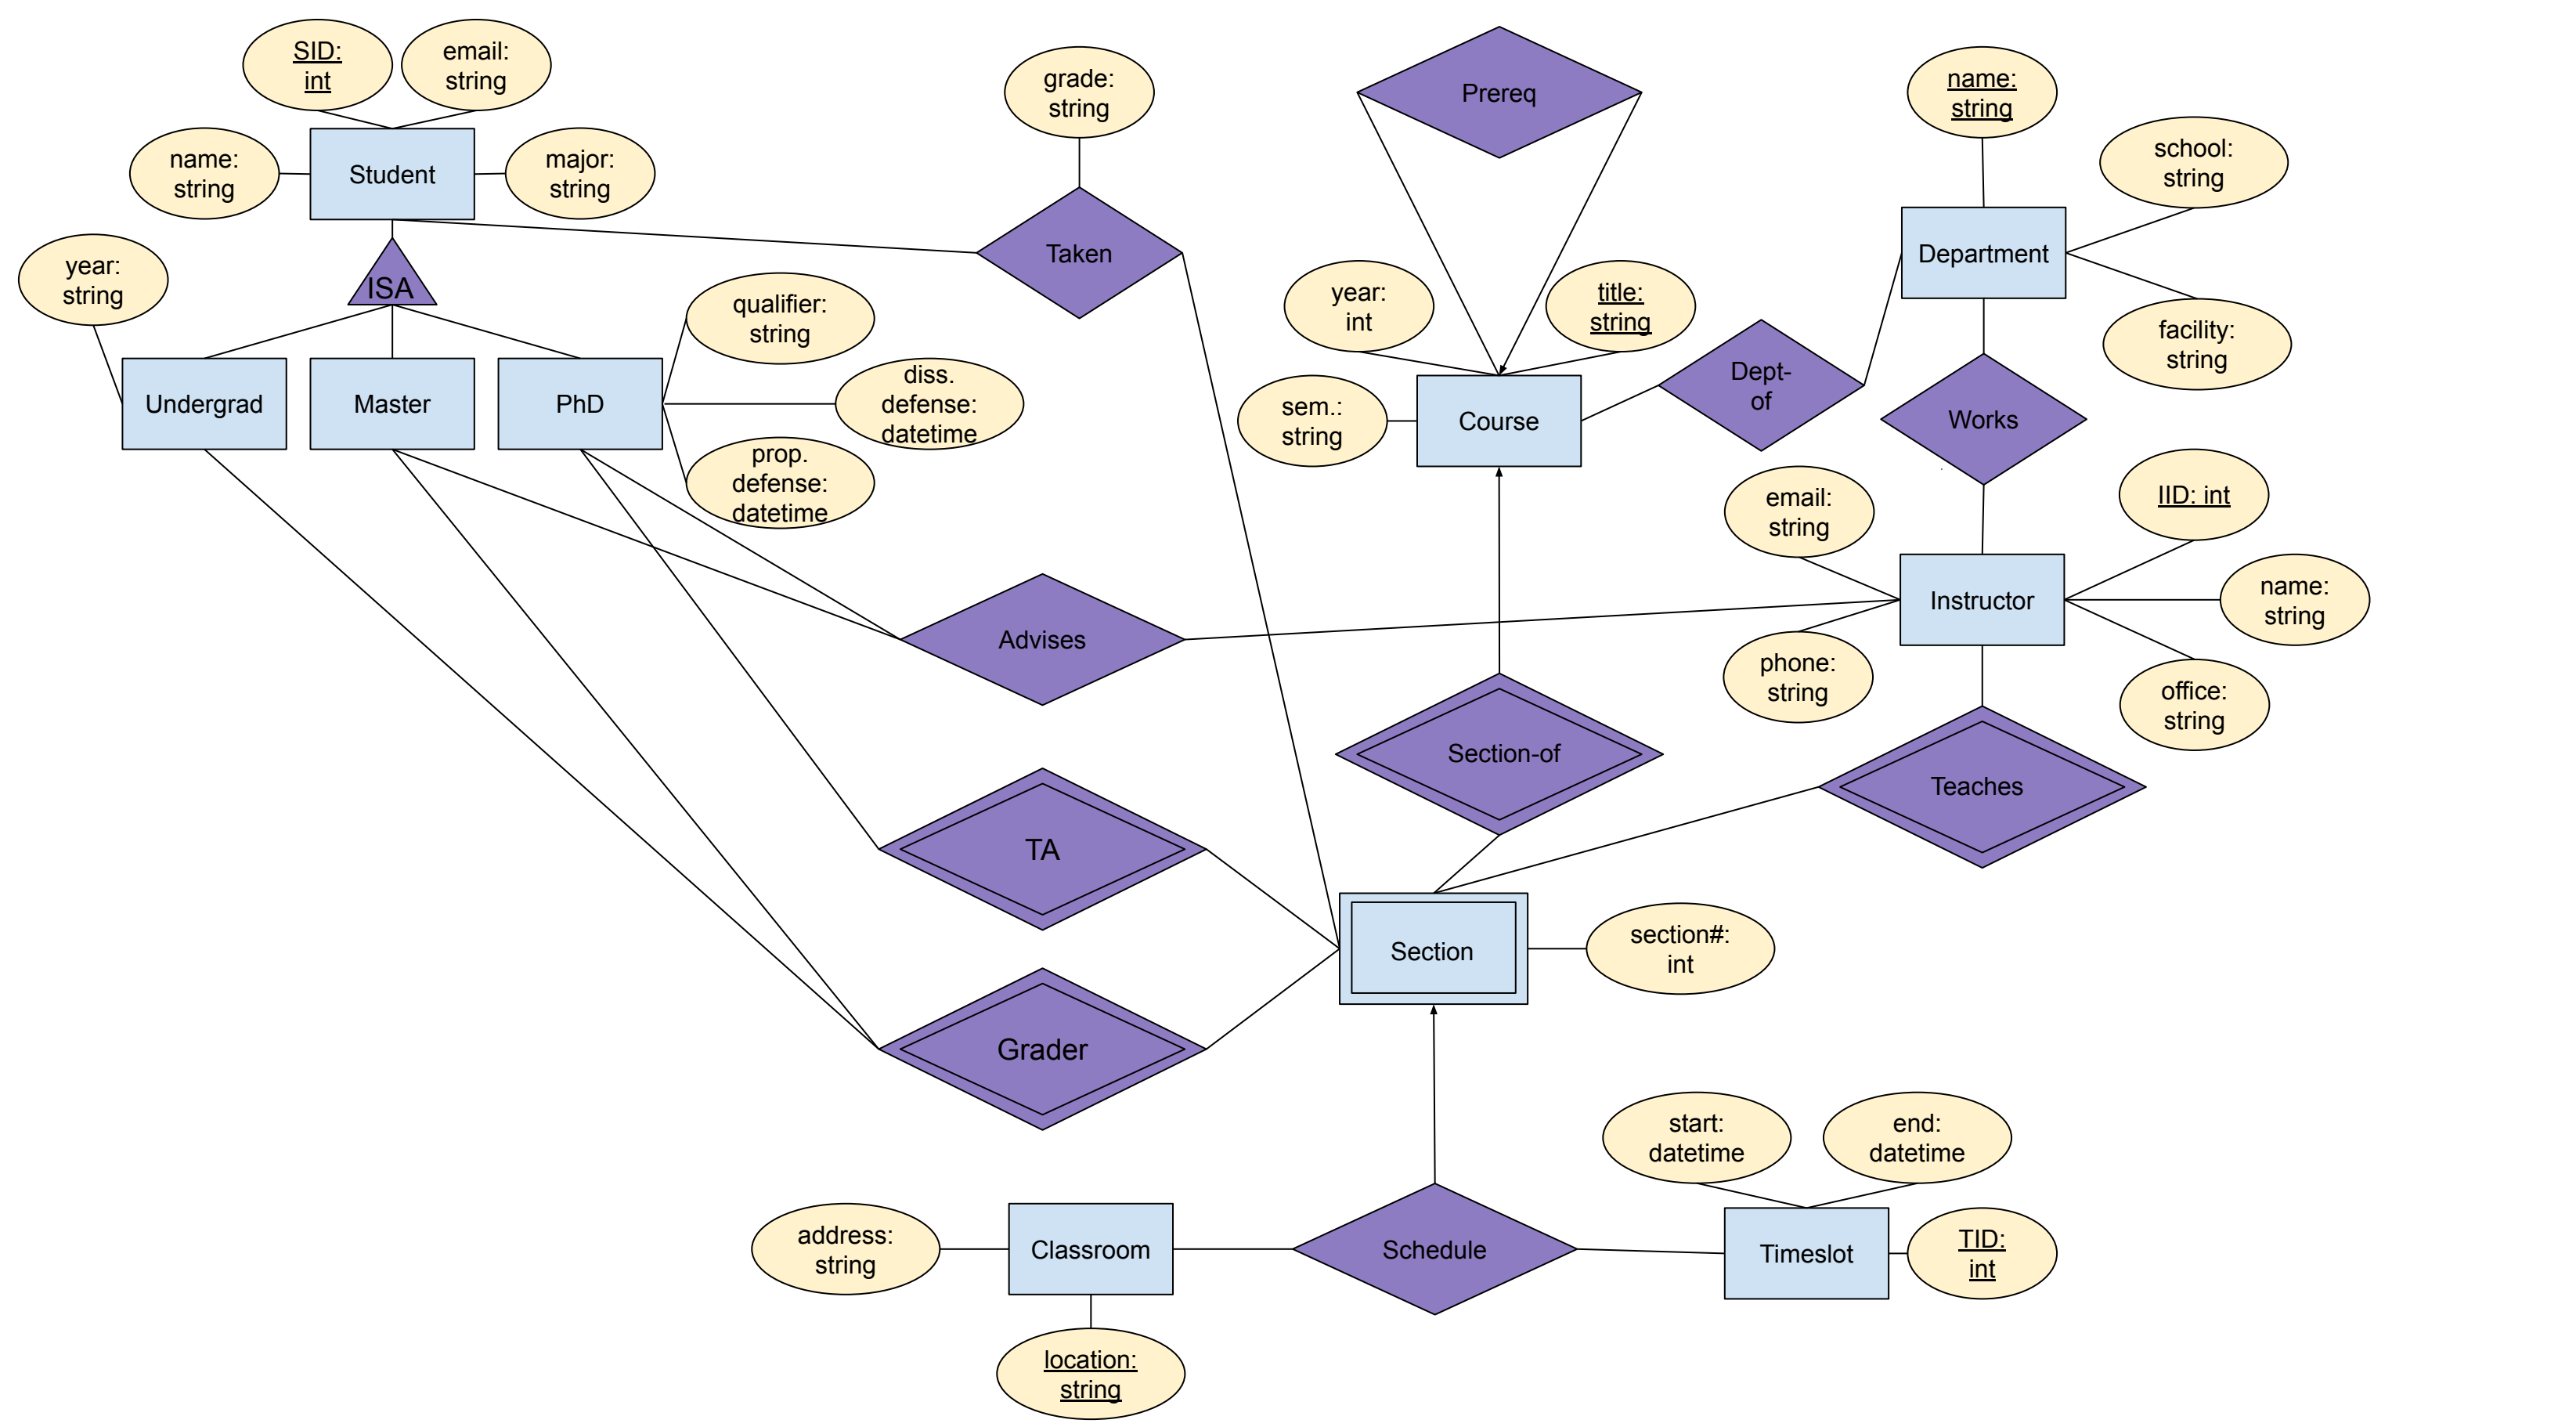 SID:
int
email:
string
name:
string
Student
major:
string
year:
string
ISA
Undergrad
Master
PhD
qualifier:
string
diss.
defense:
datetime
prop.
defense:
datetime
grade:
string
Taken
Prereq
year:
int
title:
string
sem.:
string
Course
Dept-
of
name:
string
school:
string
Department
facility:
string
Works
email:
string
IID: int
Instructor
name:
string
phone:
string
office:
string
Advises
Section-of
Teaches
TA
Section
section#:
int
Grader
start:
datetime
end:
datetime
address:
string
Classroom
Schedule
Timeslot
TID:
int
location:
string